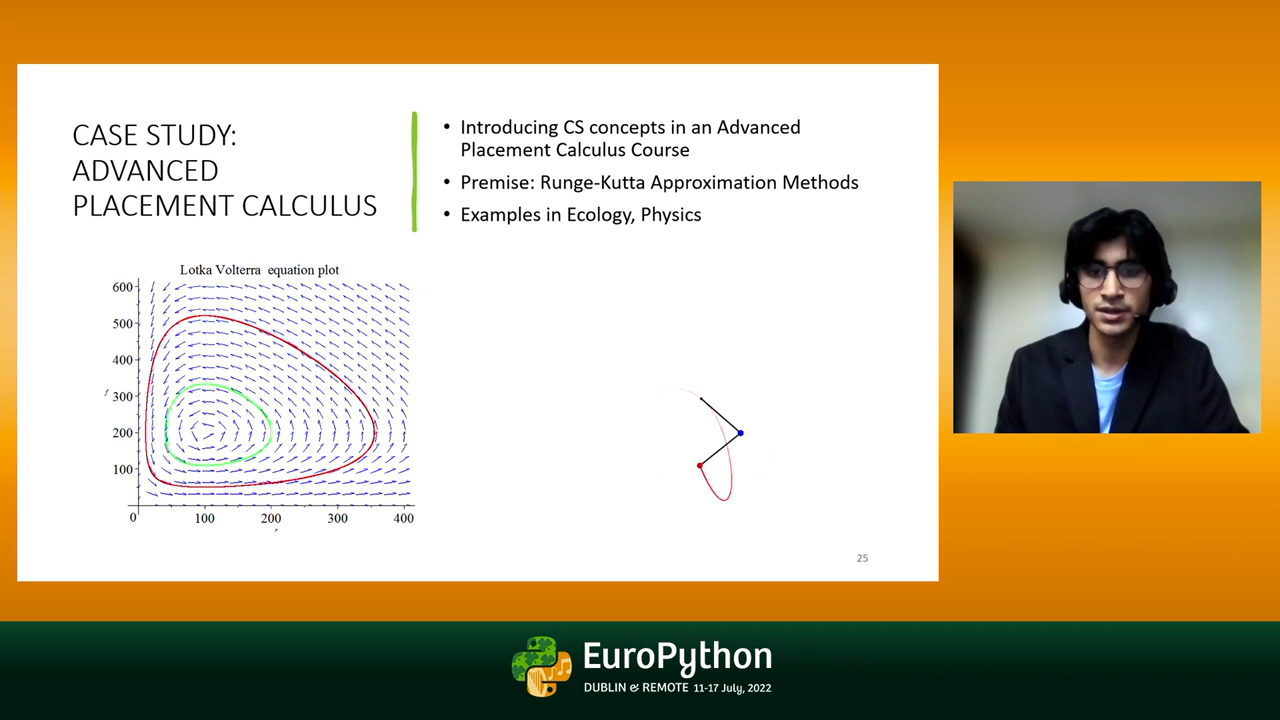 CASE STUDY:
ADVANCED
PLACEMENT CALCULUS
• Introducing CS concepts in an Advanced
Placement Calculus Course
• Premise: Runge-Kutta Approximation Methods
• Examples in Ecology, Physics
Lotka Volterra equation plot
600
500
400
f
300
200
100
0
100
200
300
400
r
25
EuroPython
DUBLIN & REMOTE 11-17 July, 2022